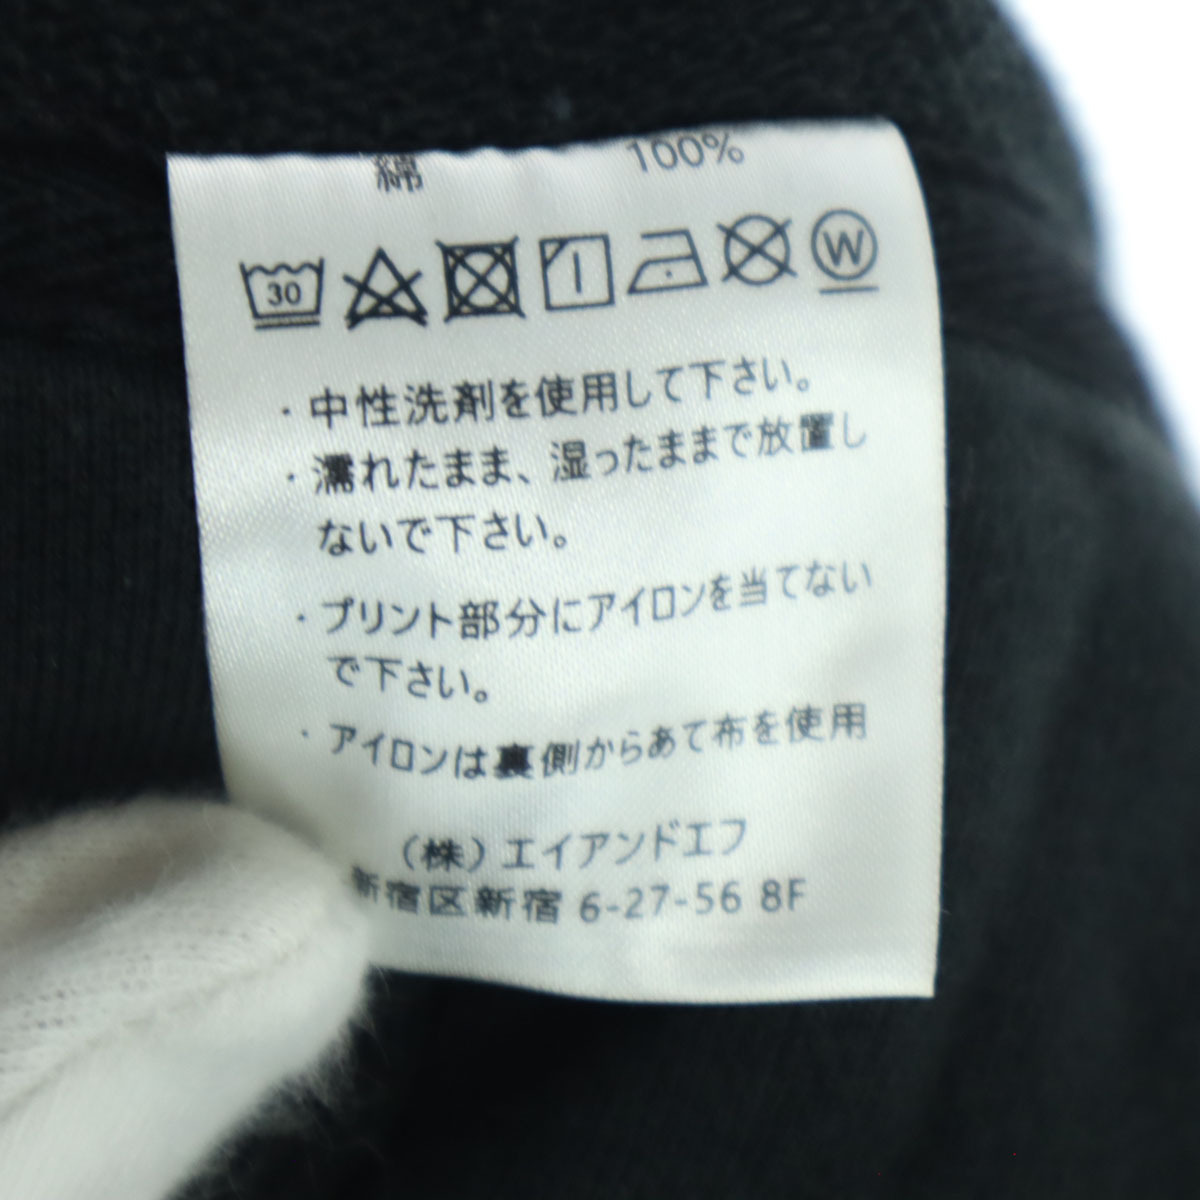 綿 100%
30 W
・中性洗剤を使用して下さい。
・濡れたまま、湿ったままで放置し
ないで下さい。
・プリント部分にアイロンを当てない
で下さい。
・アイロンは裏側からあて布を使用
（株）エイアンドエフ
新宿区新宿 6-27-56 8F